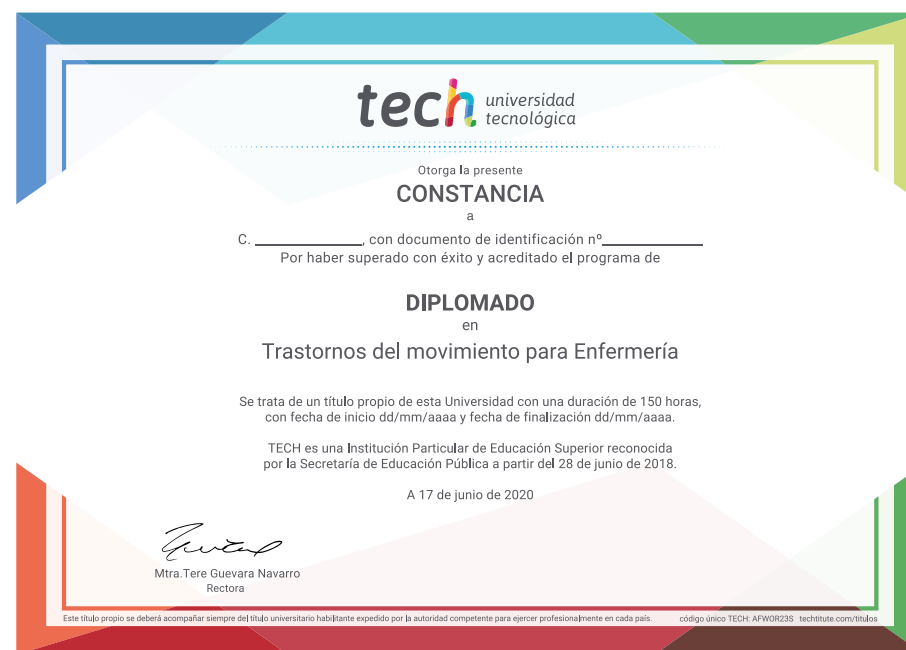 tech universidad
tecnológica
Otorga la presente
CONSTANCIA
a
C. ______________, con documento de identificación nº_____________
Por haber superado con éxito y acreditado el programa de
DIPLOMADO
en
Trastornos del movimiento para Enfermería
Se trata de un título propio de esta Universidad con una duración de 150 horas,
con fecha de inicio dd/mm/aaaa y fecha de finalización dd/mm/aaaa.
TECH es una Institución Particular de Educación Superior reconocida
por la Secretaría de Educación Pública a partir del 28 de junio de 2018.
A 17 de junio de 2020
Mtra.Tere Guevara Navarro
Rectora
Este título propio se deberá acompañar siempre del título universitario habilitante expedido por la autoridad competente para ejercer profesionalmente en cada país. código único TECH: AFWOR23S techtitute.com/titulos